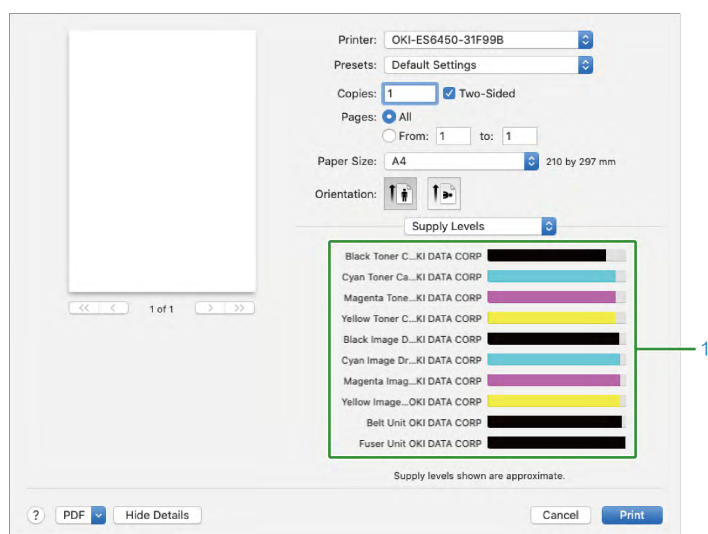 Printer: OKI-ES6450-31F99B
Presets: Default Settings
Copies: 1 Two-Sided
Pages: All
From: 1 to: 1
Paper Size: A4 210 by 297 mm
Orientation:
Supply Levels
Black Toner C...KI DATA CORP
Cyan Toner Ca...KI DATA CORP
Magenta Tone...KI DATA CORP
Yellow Toner C...KI DATA CORP
Black Image D...KI DATA CORP
Cyan Image Dr...KI DATA CORP
Magenta Imag...KI DATA CORP
Yellow Image...OKI DATA CORP
Belt Unit OKI DATA CORP
Fuser Unit OKI DATA CORP
1
<< < 1 of 1 > >>
Supply levels shown are approximate.
? PDF Hide Details Cancel Print